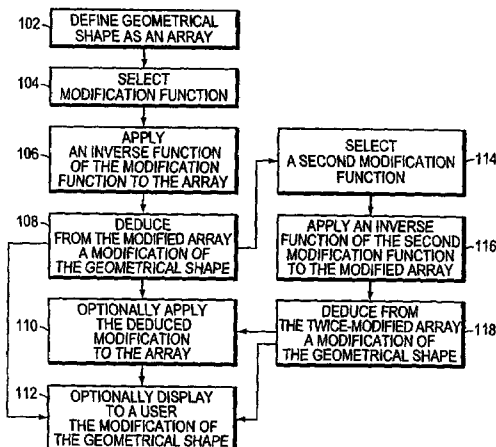 102
DEFINE GEOMETRICAL
SHAPE AS AN ARRAY
104
SELECT
MODIFICATION FUNCTION
106
APPLY
AN INVERSE FUNCTION
OF THE MODIFICATION
FUNCTION TO THE ARRAY
108
DEDUCE
FROM THE MODIFIED ARRAY
A MODIFICATION OF
THE GEOMETRICAL SHAPE
110
OPTIONALLY APPLY
THE DEDUCED
MODIFICATION
TO THE ARRAY
112
OPTIONALLY DISPLAY
TO A USER
THE MODIFICATION OF
THE GEOMETRICAL SHAPE
SELECT
A SECOND MODIFICATION
FUNCTION
114
APPLY AN INVERSE
FUNCTION OF THE SECOND
MODIFICATION FUNCTION
TO THE MODIFIED ARRAY
116
DEDUCE FROM
THE TWICE-MODIFIED ARRAY
A MODIFICATION OF
THE GEOMETRICAL SHAPE
118